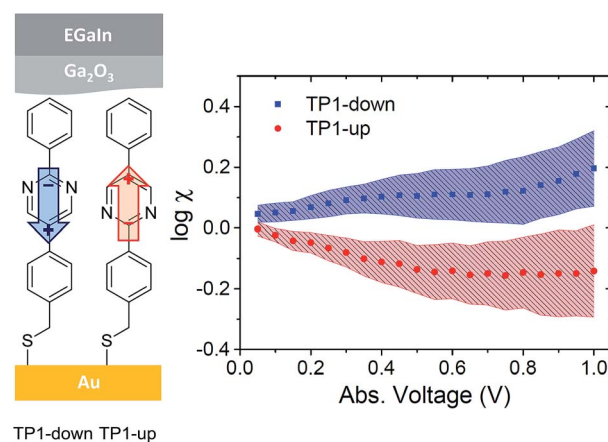 EGaIn
Ga₂O₃
N
N
−
+
N
N
+
S
S
Au
TP1-down TP1-up
TP1-down
TP1-up
log χ
0.4
0.2
0.0
-0.2
-0.4
0.0 0.2 0.4 0.6 0.8 1.0
Abs. Voltage (V)